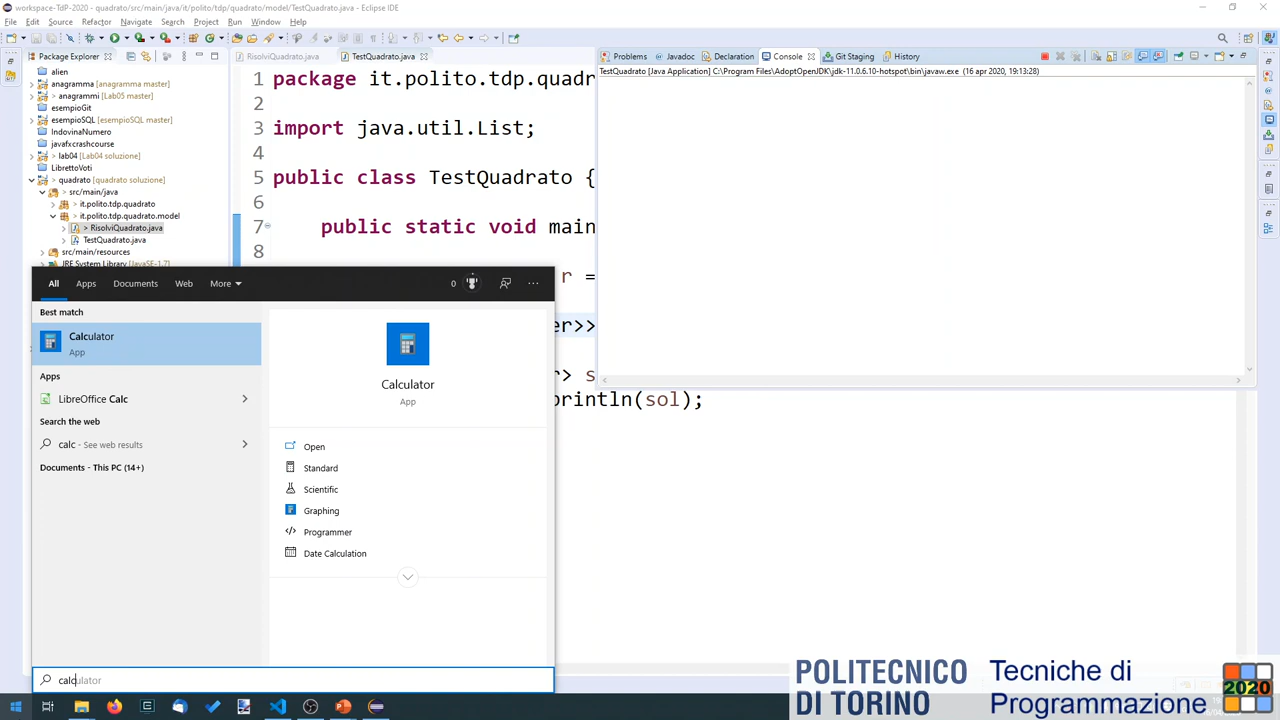 workspace-TdP-2020 - quadrato/src/main/java/it/polito/tdp/quadrato/model/TestQuadrato.java - Eclipse IDE
File Edit Source Refactor Navigate Search Project Run Window Help
Package Explorer
RisolviQuadrato.java
TestQuadrato.java
Problems Javadoc Declaration Console Git Staging History
TestQuadrato [Java Application] C:\Program Files\AdoptOpenJDK\jdk-11.0.6.10-hotspot\bin\javaw.exe (16 apr 2020, 19:13:28)
alien
anagramma [master]
> anagrammi [Lab05 master]
esempioGit
esempioSQL [esempioSQL master]
IndovinaNumero
javafxcrashcourse
> lab04 [Lab04 soluzione]
LibrettoVoti
> quadrato [quadrato soluzione]
> src/main/java
> it.polito.tdp.quadrato
> it.polito.tdp.quadrato.model
> RisolviQuadrato.java
TestQuadrato.java
src/main/resources
JRE System Library [JavaSE-1.7]
1 package it.polito.tdp.quadr
2
3 import java.util.List;
4
5 public class TestQuadrato {
6
7 public static void main
8
r =
er>>
r> s
println(sol);
All Apps Documents Web More
0
Best match
Calculator
App
Apps
LibreOffice Calc
Search the web
calc - See web results
Documents - This PC (14+)
Calculator
App
Open
Standard
Scientific
Graphing
Programmer
Date Calculation
calculator
POLITECNICO
DI TORINO
Tecniche di
Programmazione
2020